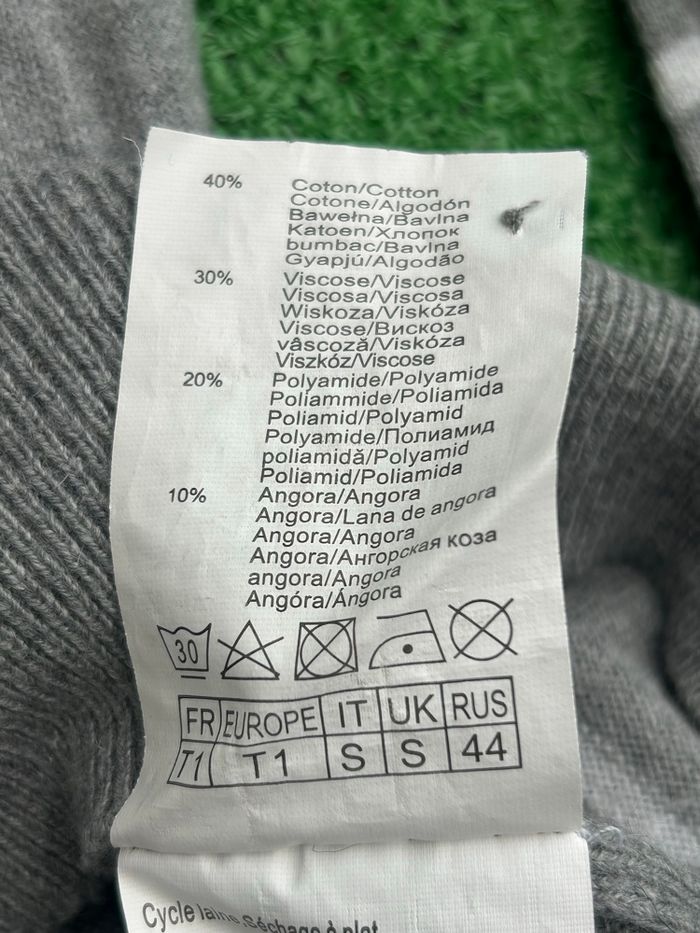 40% Coton/Cotton
Cotone/Algodón
Bawełna/Bavlna
Katoen/Хлопок
bumbac/Bavlna
Gyapjú/Algodão
30% Viscose/Viscose
Viscosa/Viscosa
Wiskoza/Viskóza
Viscose/Вискоз
vâscoză/Viskóza
Viszkóz/Viscose
20% Polyamide/Polyamide
Poliammide/Poliamida
Poliamid/Polyamid
Polyamide/Полиамид
poliamidă/Polyamid
Poliamid/Poliamida
10% Angora/Angora
Angora/Lana de angora
Angora/Angora
Angora/Ангорская коза
angora/Angora
Angóra/Ángora
30
FR EUROPE IT UK RUS
T1 T1 S S 44
Cycle laine.Séchage à plat